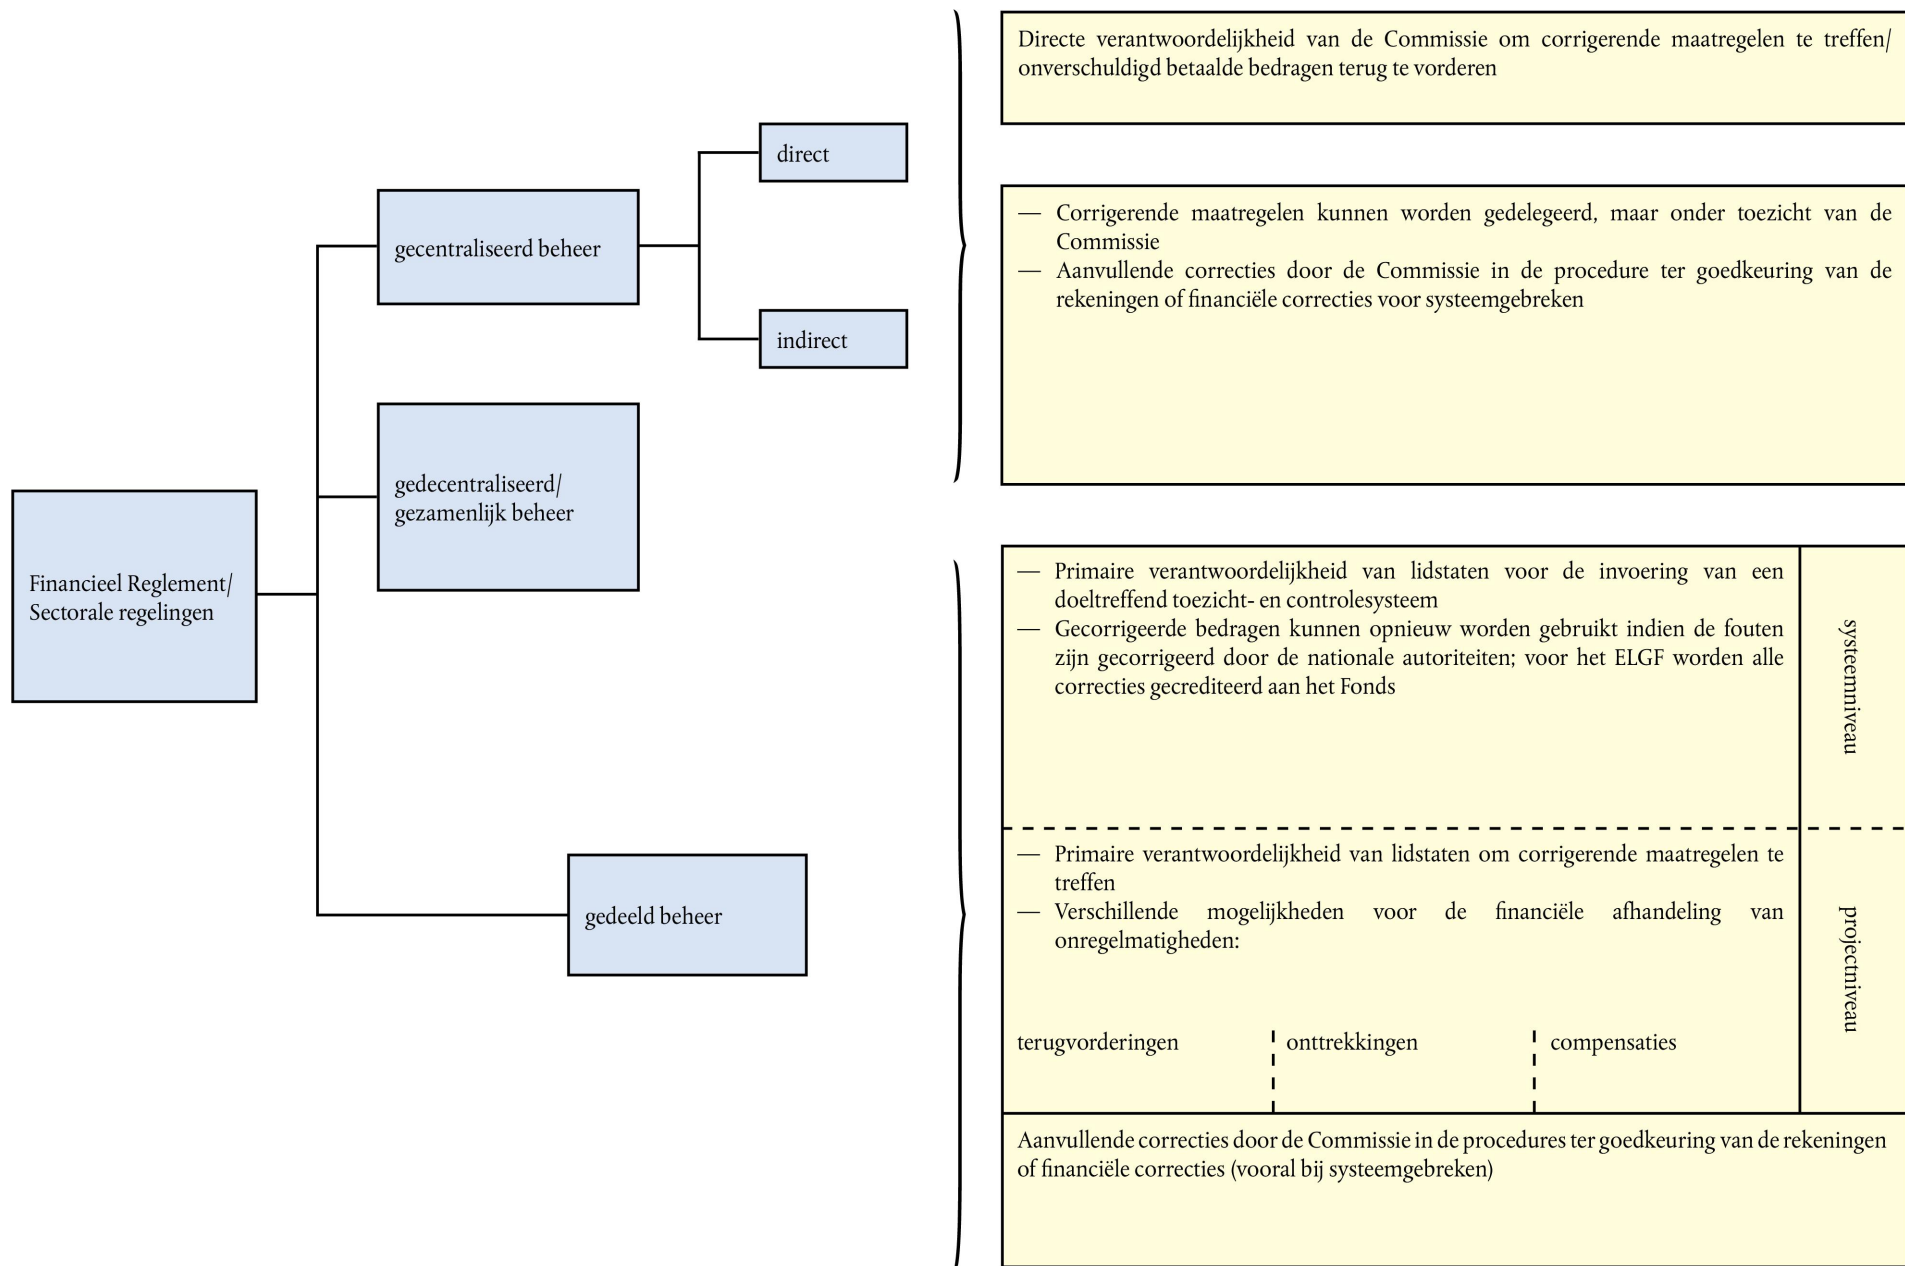 Financieel Reglement/
Sectorale regelingen
gecentraliseerd beheer
direct
indirect
gedecentraliseerd/
gezamenlijk beheer
gedeeld beheer
Directe verantwoordelijkheid van de Commissie om corrigerende maatregelen te treffen/
onverschuldigd betaalde bedragen terug te vorderen
— Corrigerende maatregelen kunnen worden gedelegeerd, maar onder toezicht van de
Commissie
— Aanvullende correcties door de Commissie in de procedure ter goedkeuring van de
rekeningen of financiële correcties voor systeemgebreken
— Primaire verantwoordelijkheid van lidstaten voor de invoering van een
doeltreffend toezicht- en controlesysteem
— Gecorrigeerde bedragen kunnen opnieuw worden gebruikt indien de fouten
zijn gecorrigeerd door de nationale autoriteiten; voor het ELGF worden alle
correcties gecrediteerd aan het Fonds
systeemniveau
— Primaire verantwoordelijkheid van lidstaten om corrigerende maatregelen te
treffen
— Verschillende mogelijkheden voor de financiële afhandeling van
onregelmatigheden:
terugvorderingen
onttrekkingen
compensaties
projectniveau
Aanvullende correcties door de Commissie in de procedures ter goedkeuring van de rekeningen
of financiële correcties (vooral bij systeemgebreken)